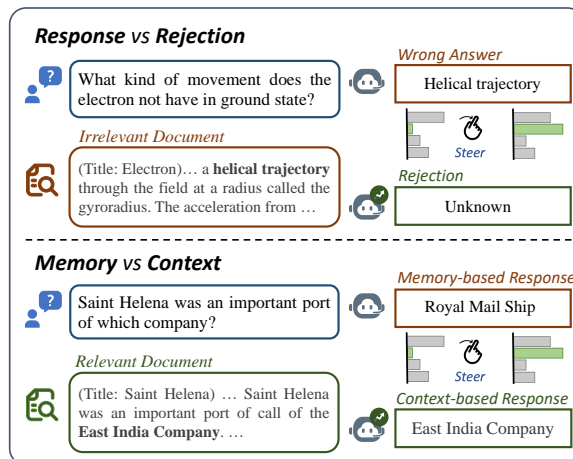 Response vs Rejection
What kind of movement does the
electron not have in ground state?
Wrong Answer
Helical trajectory
Irrelevant Document
(Title: Electron)… a helical trajectory
through the field at a radius called the
gyroradius. The acceleration from …
Steer
Rejection
Unknown
Memory vs Context
Saint Helena was an important port
of which company?
Memory-based Response
Royal Mail Ship
Relevant Document
(Title: Saint Helena) … Saint Helena
was an important port of call of the
East India Company. …
Steer
Context-based Response
East India Company